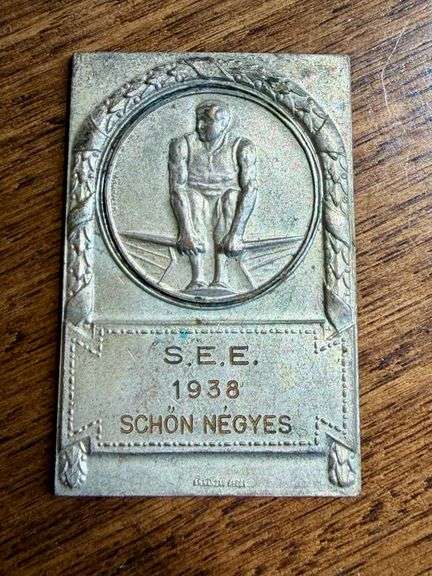 S.E.E.
1938
SCHÖN NÉGYES